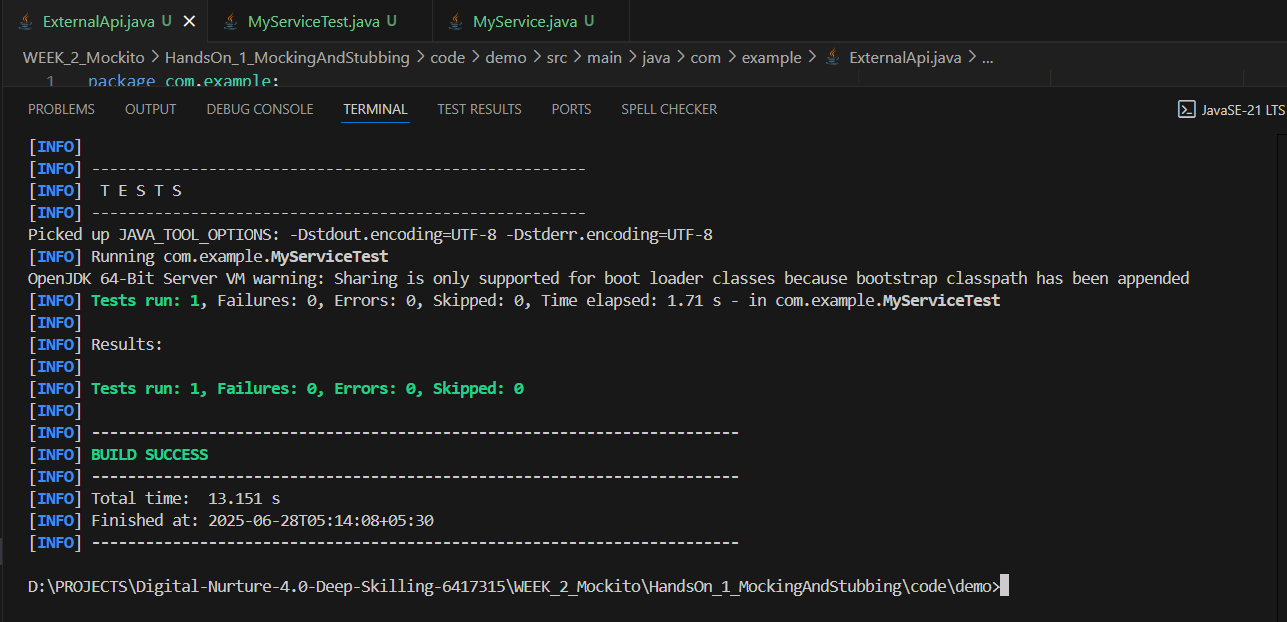 ExternalApi.java U × MyServiceTest.java U MyService.java U
WEEK_2_Mockito > HandsOn_1_MockingAndStubbing > code > demo > src > main > java > com > example > ExternalApi.java > ...
1 package com.example;
PROBLEMS OUTPUT DEBUG CONSOLE TERMINAL TEST RESULTS PORTS SPELL CHECKER JavaSE-21 LTS
[INFO]
[INFO] -------------------------------------------------------
[INFO]  T E S T S
[INFO] -------------------------------------------------------
Picked up JAVA_TOOL_OPTIONS: -Dstdout.encoding=UTF-8 -Dstderr.encoding=UTF-8
[INFO] Running com.example.MyServiceTest
OpenJDK 64-Bit Server VM warning: Sharing is only supported for boot loader classes because bootstrap classpath has been appended
[INFO] Tests run: 1, Failures: 0, Errors: 0, Skipped: 0, Time elapsed: 1.71 s - in com.example.MyServiceTest
[INFO]
[INFO] Results:
[INFO]
[INFO] Tests run: 1, Failures: 0, Errors: 0, Skipped: 0
[INFO]
[INFO] ------------------------------------------------------------------------
[INFO] BUILD SUCCESS
[INFO] ------------------------------------------------------------------------
[INFO] Total time:  13.151 s
[INFO] Finished at: 2025-06-28T05:14:08+05:30
[INFO] ------------------------------------------------------------------------
D:\PROJECTS\Digital-Nurture-4.0-Deep-Skilling-6417315\WEEK_2_Mockito\HandsOn_1_MockingAndStubbing\code\demo>